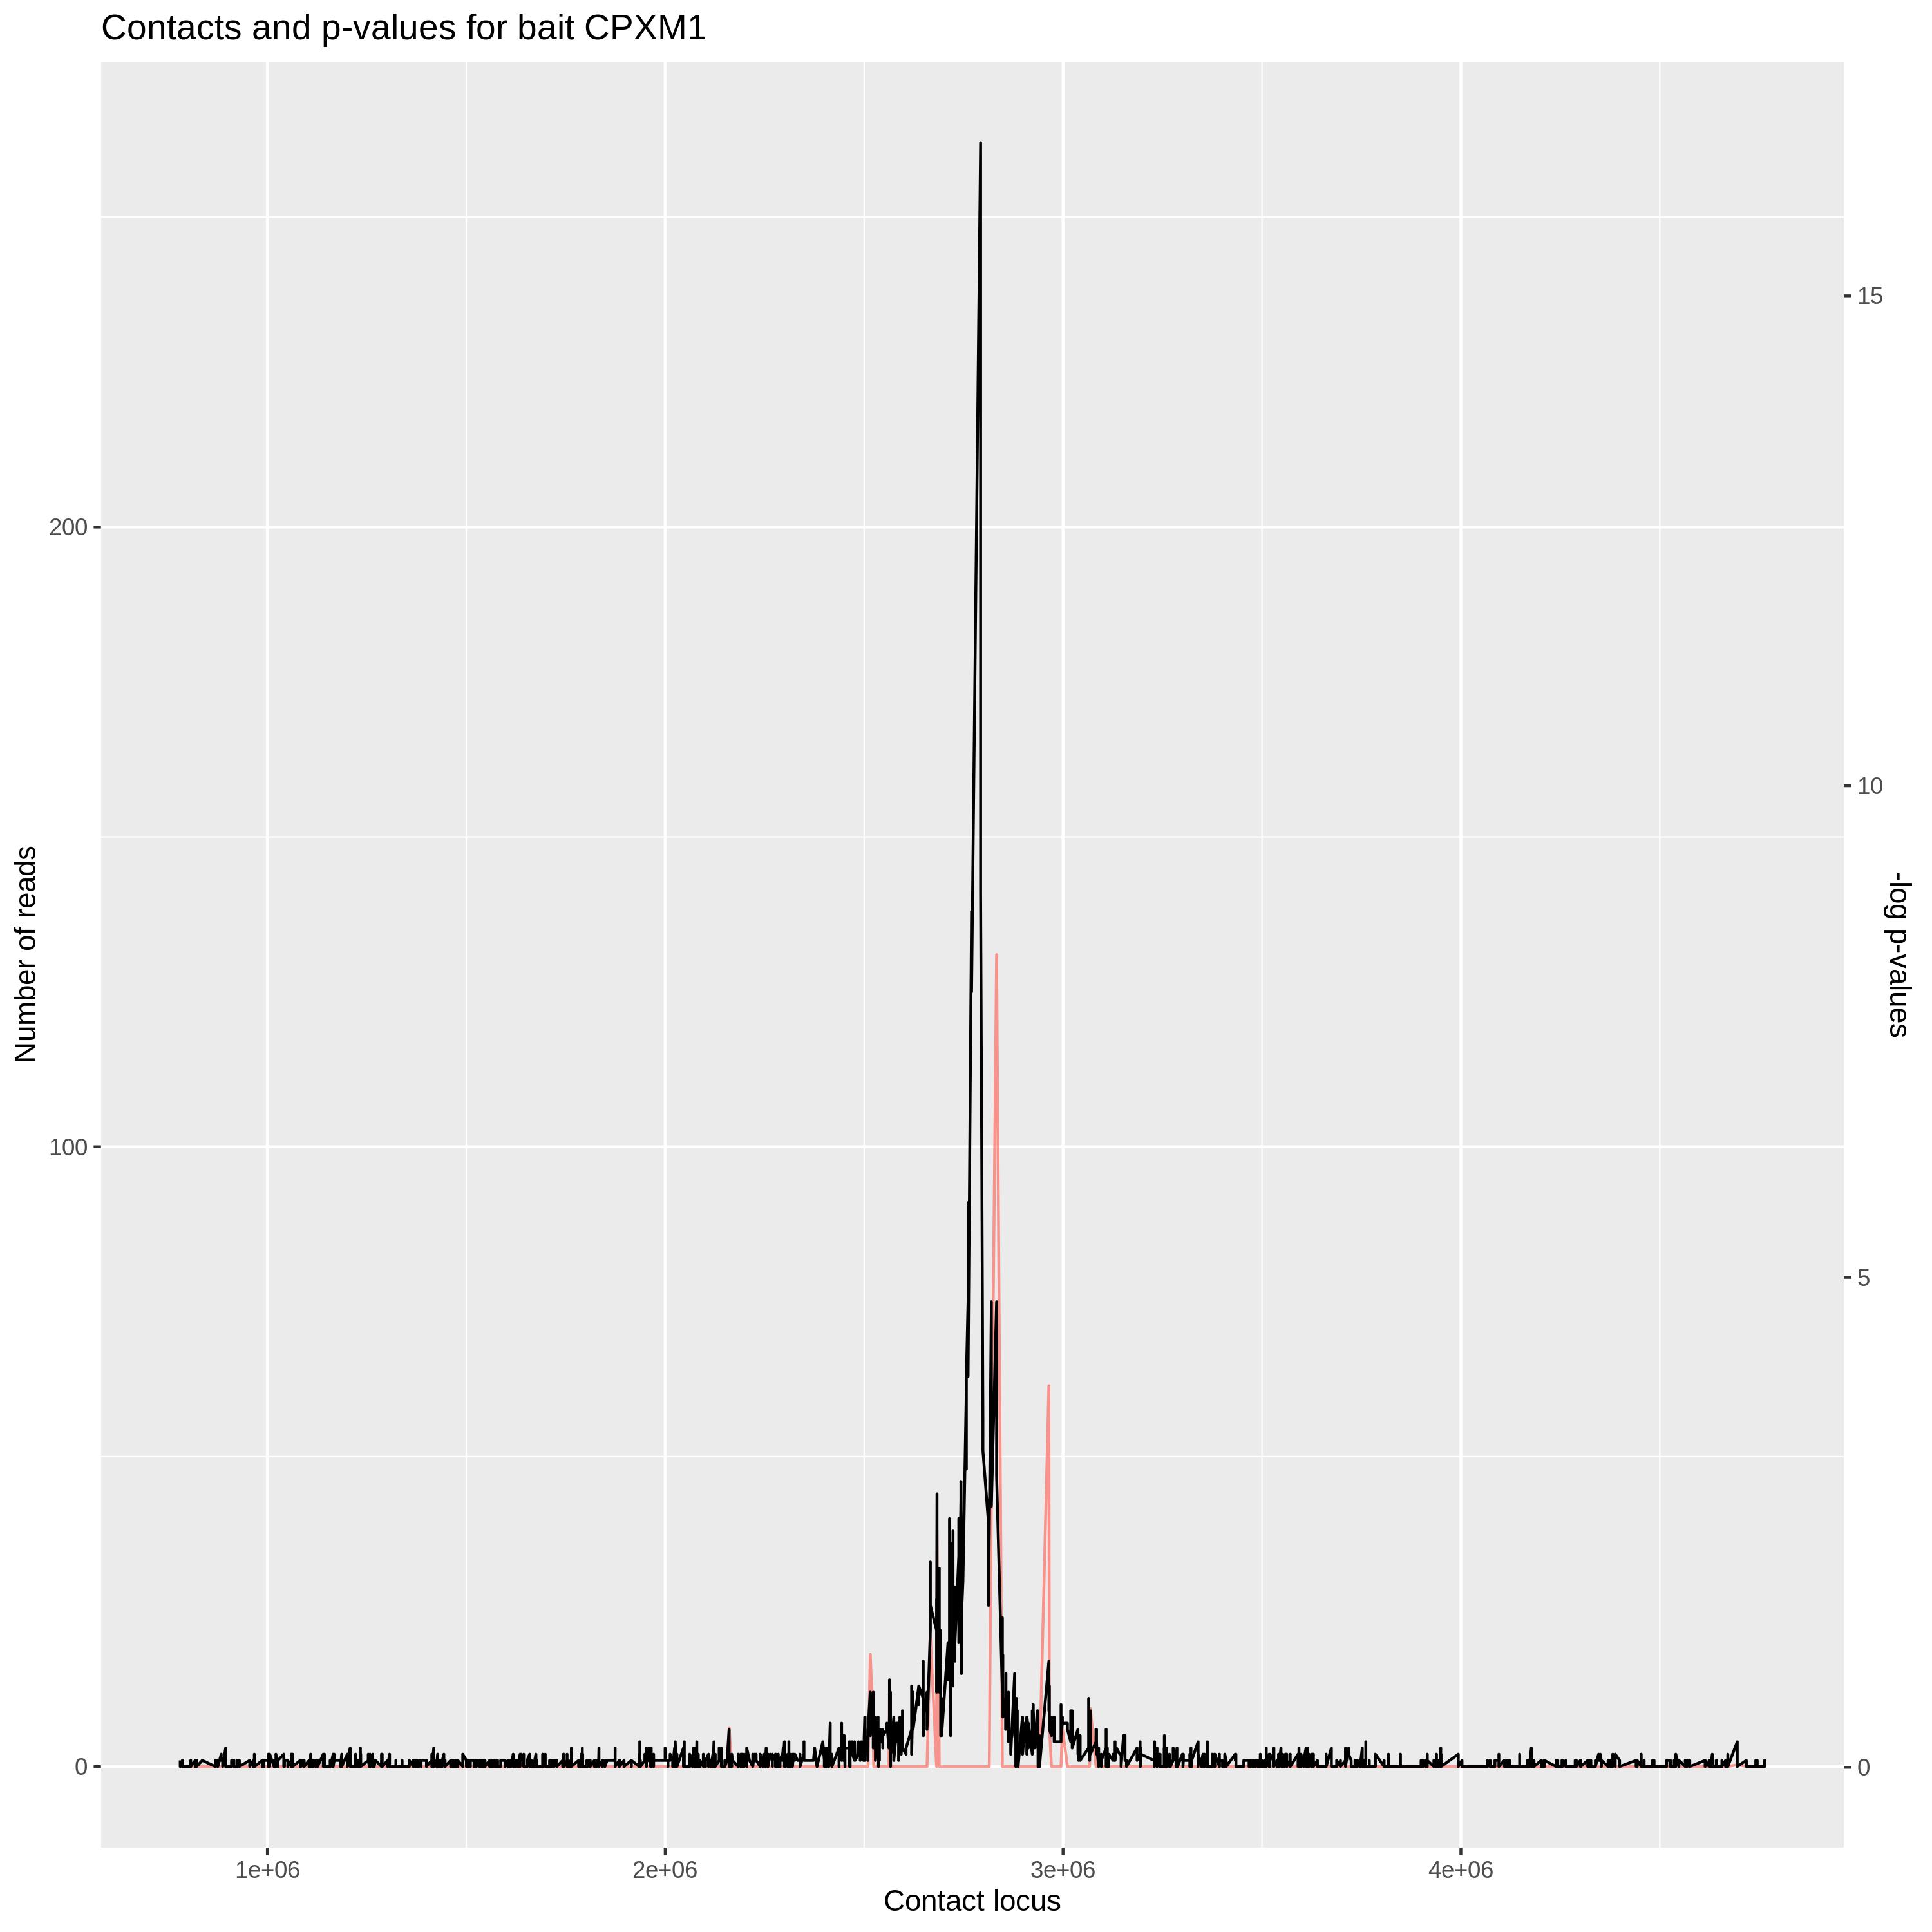 Contacts and p-values for bait CPXM1
Number of reads
200
100
0
15
10
5
0
-log p-values
1e+06 2e+06 3e+06 4e+06
Contact locus